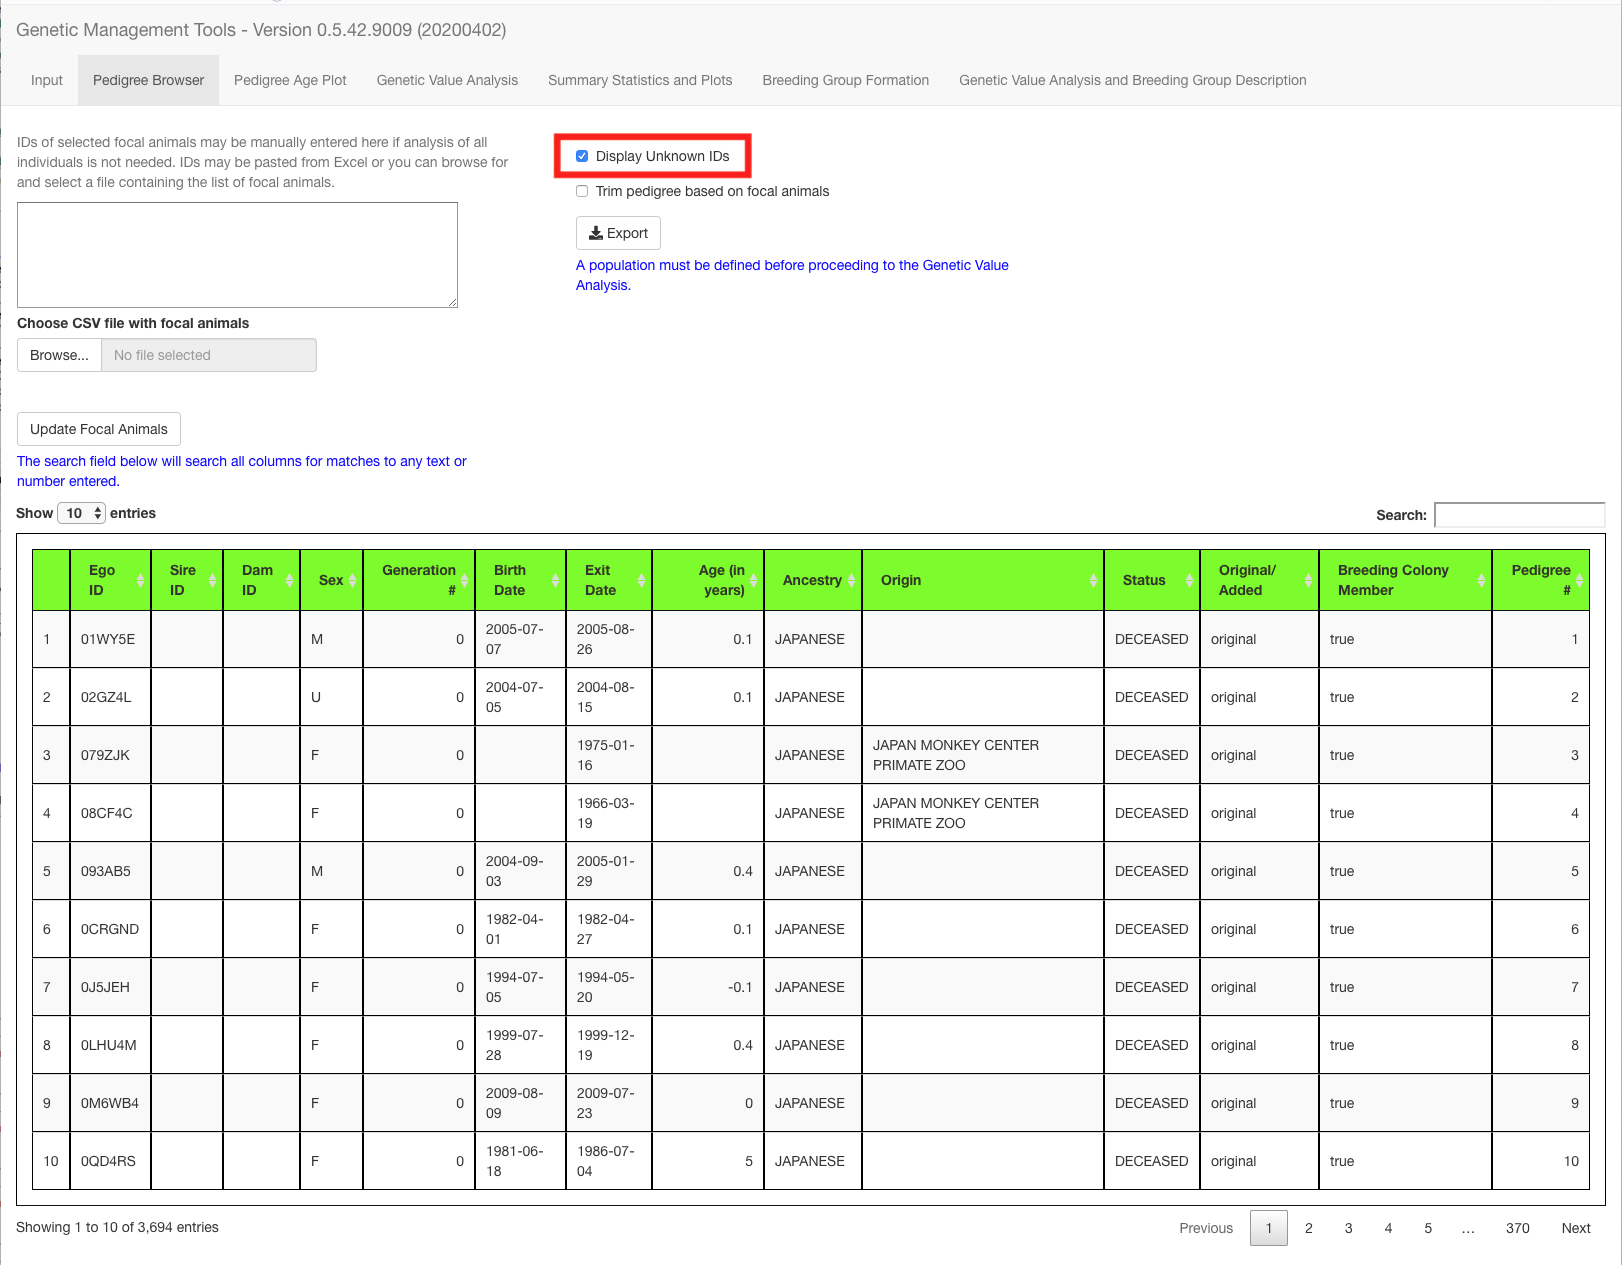 Genetic Management Tools - Version 0.5.42.9009 (20200402)
Input Pedigree Browser Pedigree Age Plot Genetic Value Analysis Summary Statistics and Plots Breeding Group Formation Genetic Value Analysis and Breeding Group Description
IDs of selected focal animals may be manually entered here if analysis of all
individuals is not needed. IDs may be pasted from Excel or you can browse for
and select a file containing the list of focal animals.
Choose CSV file with focal animals
Browse... No file selected
Update Focal Animals
The search field below will search all columns for matches to any text or
number entered.
Display Unknown IDs
Trim pedigree based on focal animals
Export
A population must be defined before proceeding to the Genetic Value
Analysis.
Show 10 entries
Search:
Ego ID Sire ID Dam ID Sex Generation # Birth Date Exit Date Age (in years) Ancestry Origin Status Original/ Added Breeding Colony Member Pedigree #
1 01WY5E M 0 2005-07-07 2005-08-26 0.1 JAPANESE DECEASED original true 1
2 02GZ4L U 0 2004-07-05 2004-08-15 0.1 JAPANESE DECEASED original true 2
3 079ZJK F 0 1975-01-16 JAPANESE JAPAN MONKEY CENTER PRIMATE ZOO DECEASED original true 3
4 08CF4C F 0 1966-03-19 JAPANESE JAPAN MONKEY CENTER PRIMATE ZOO DECEASED original true 4
5 093AB5 M 0 2004-09-03 2005-01-29 0.4 JAPANESE DECEASED original true 5
6 0CRGND F 0 1982-04-01 1982-04-27 0.1 JAPANESE DECEASED original true 6
7 0J5JEH F 0 1994-07-05 1994-05-20 -0.1 JAPANESE DECEASED original true 7
8 0LHU4M F 0 1999-07-28 1999-12-19 0.4 JAPANESE DECEASED original true 8
9 0M6WB4 F 0 2009-08-09 2009-07-23 0 JAPANESE DECEASED original true 9
10 0QD4RS F 0 1981-06-18 1986-07-04 5 JAPANESE DECEASED original true 10
Showing 1 to 10 of 3,694 entries
Previous 1 2 3 4 5 ... 370 Next